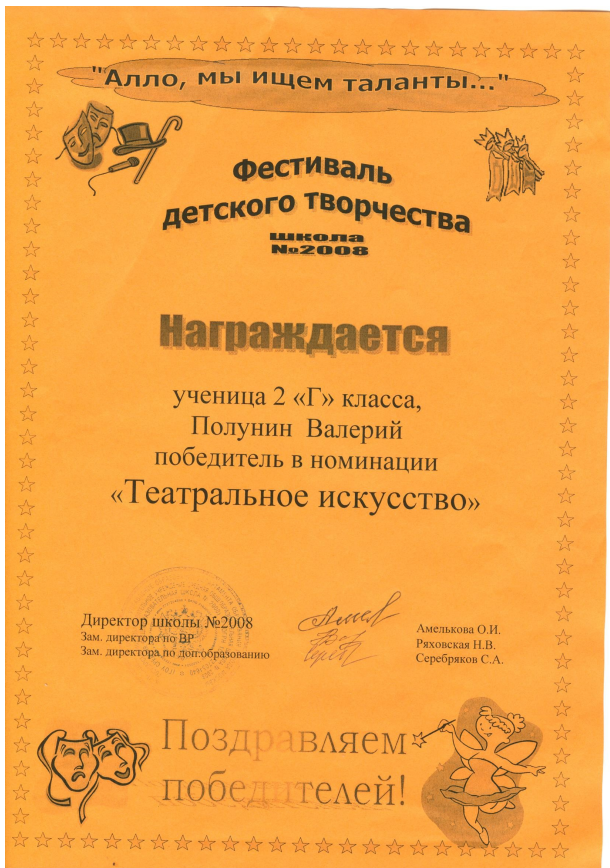 "Алло, мы ищем таланты..."
Фестиваль
детского творчества
школа
№2008
Награждается
ученица 2 «Г» класса,
Полунин Валерий
победитель в номинации
«Театральное искусство»
Директор школы №2008
Зам. директора по ВР
Зам. директора по доп.образованию
Амелькова О.И.
Ряховская Н.В.
Серебряков С.А.
Поздравляем
победителей!